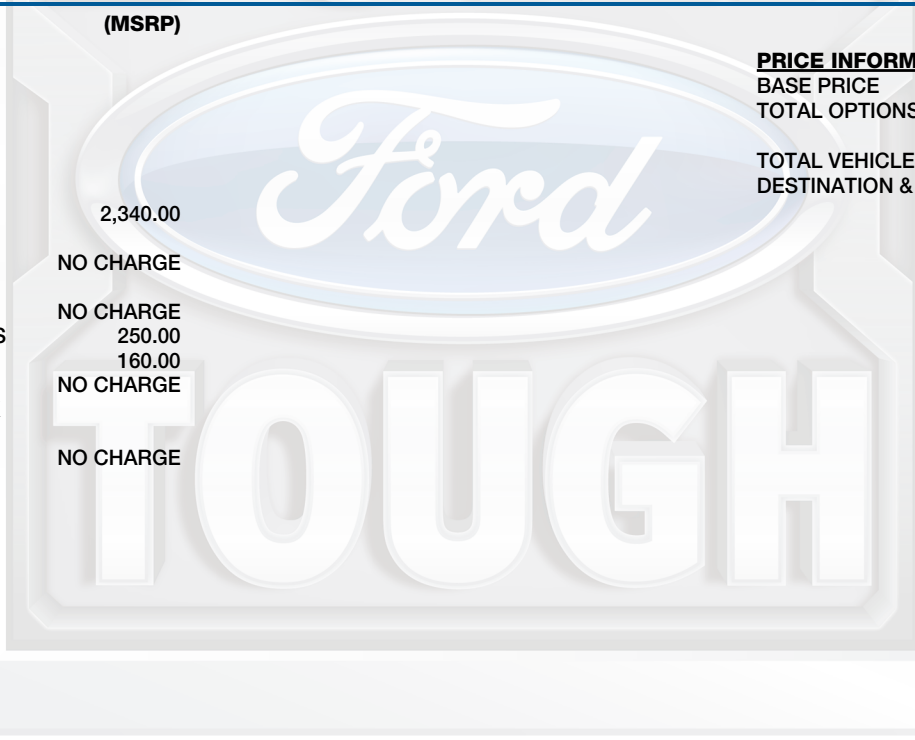 (MSRP)
2,340.00
NO CHARGE
NO CHARGE
S 250.00
160.00
NO CHARGE
NO CHARGE
PRICE INFORM
BASE PRICE
TOTAL OPTIONS
TOTAL VEHICLE
DESTINATION &
Ford
TOUGH